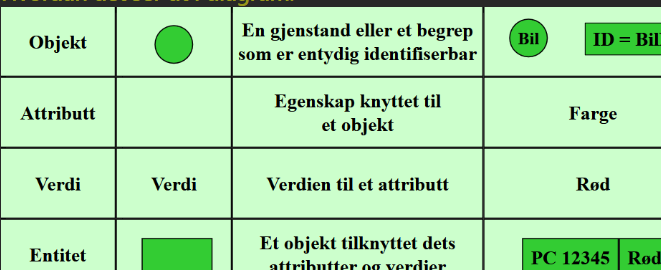 Objekt
En gjenstand eller et begrep
som er entydig identifiserbar
Bil
ID = Bil
Attributt
Egenskap knyttet til
et objekt
Farge
Verdi
Verdi
Verdien til et attributt
Rød
Entitet
Et objekt tilknyttet dets
attributter og verdier
PC 12345
Rød